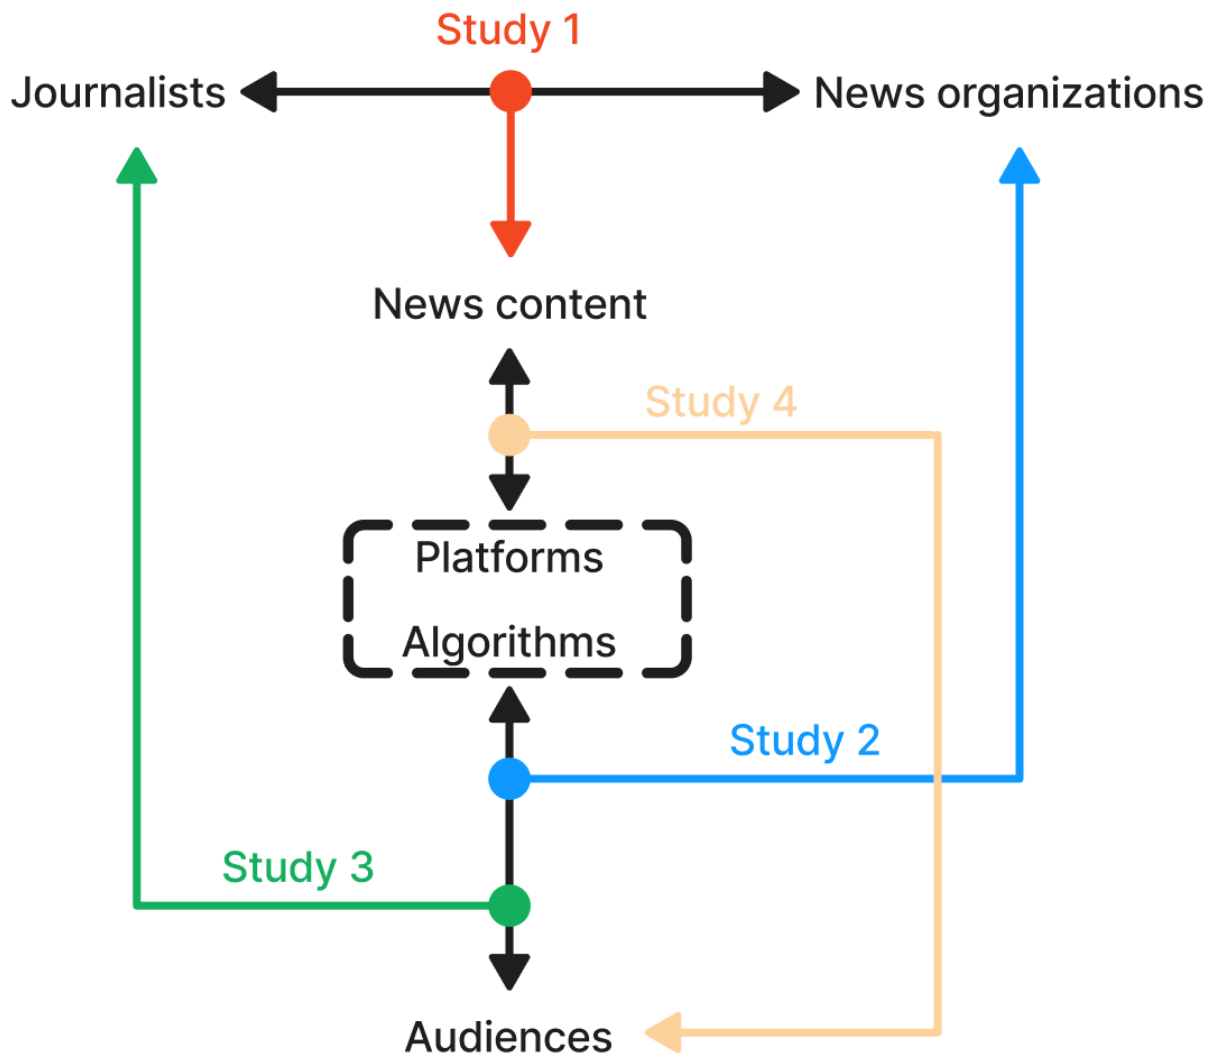 Study 1
Journalists
News organizations
News content
Study 4
Platforms
Algorithms
Study 2
Study 3
Audiences